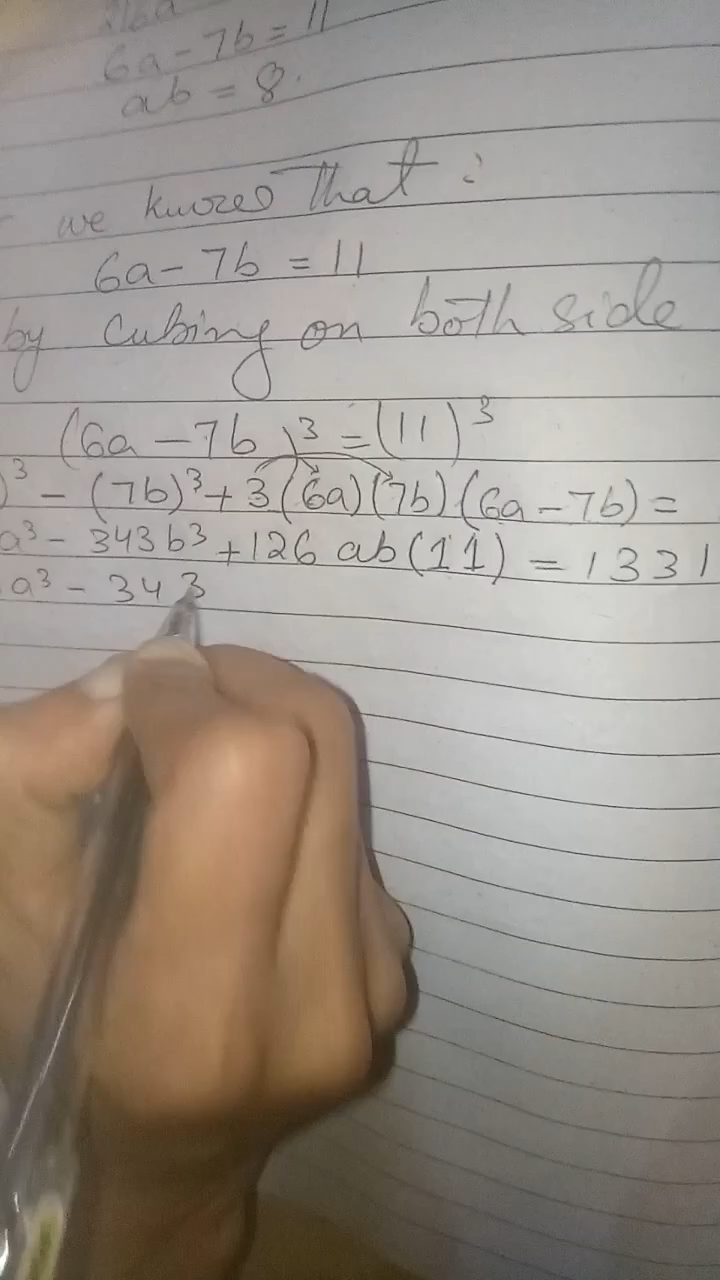 6a - 7b = 11
ab = 8.
we knows That :
6a - 7b = 11
by Cubing on both side
(6a - 7b)³ = (11)³
)³ - (7b)³ + 3(6a)(7b)(6a - 7b) =
a³ - 343b³ + 126 ab(11) = 1331
a³ - 343